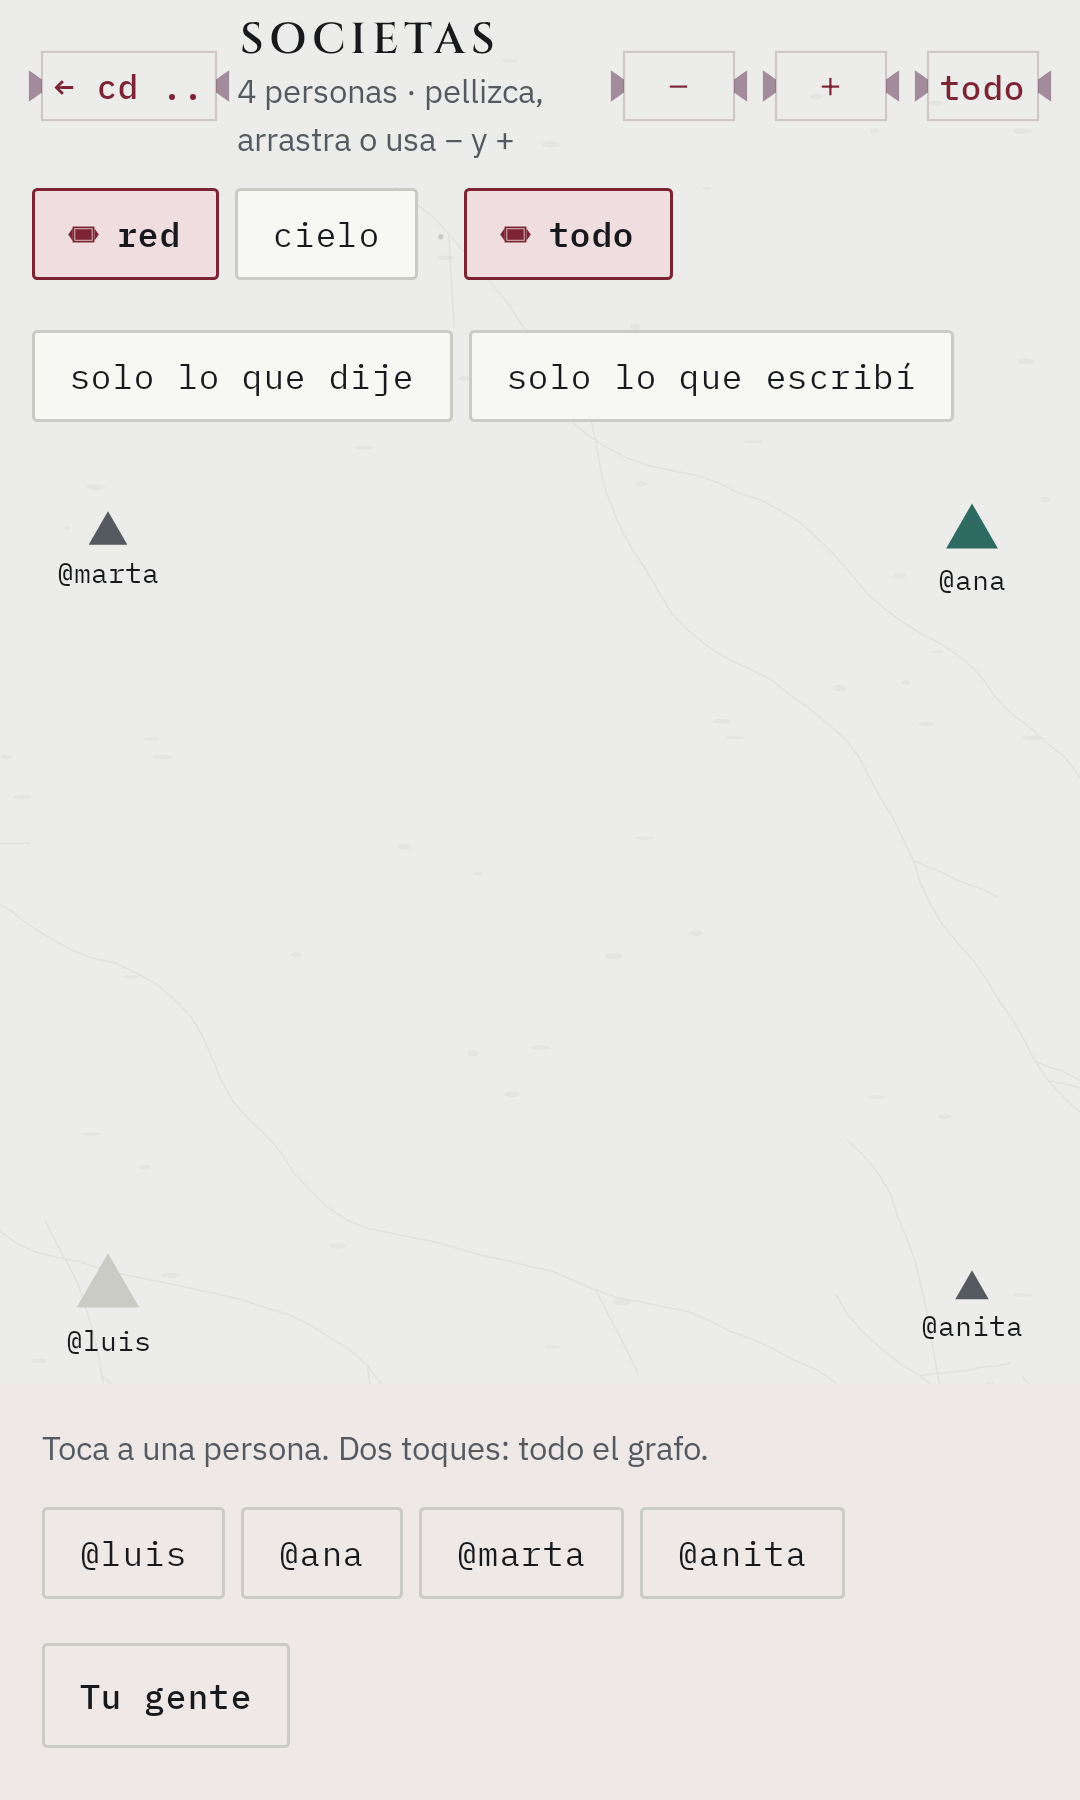 ← cd ..
SOCIETAS
4 personas · pellizca,
arrastra o usa − y +
−
+
todo
red
cielo
·
todo
solo lo que dije
solo lo que escribí
@marta
@ana
@luis
@anita
Toca a una persona. Dos toques: todo el grafo.
@luis
@ana
@marta
@anita
Tu gente